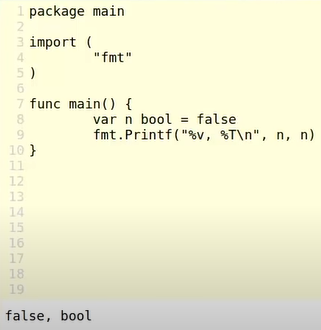 1 package main
2
3 import (
4         "fmt"
5 )
6
7 func main() {
8         var n bool = false
9         fmt.Printf("%v, %T\n", n, n)
10 }
11
12
13
14
15
16
17
18
19
false, bool